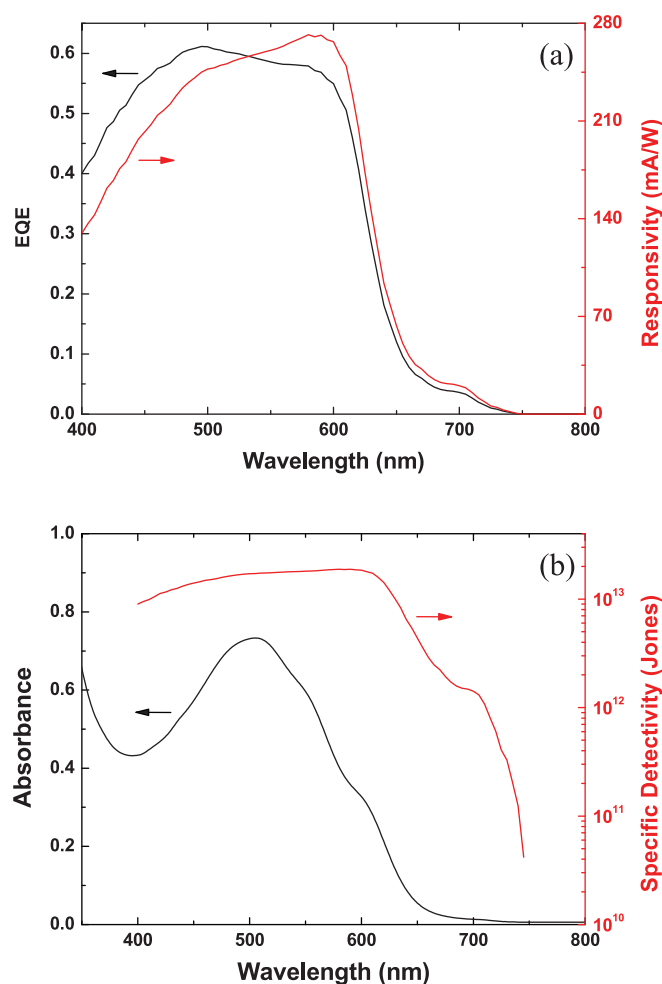 (a)
EQE
0.6
0.5
0.4
0.3
0.2
0.1
0.0
280
210
140
70
0
Responsivity (mA/W)
400 500 600 700 800
Wavelength (nm)
(b)
Absorbance
1.0
0.8
0.6
0.4
0.2
0.0
10¹³
10¹²
10¹¹
10¹⁰
Specific Detectivity (Jones)
400 500 600 700 800
Wavelength (nm)